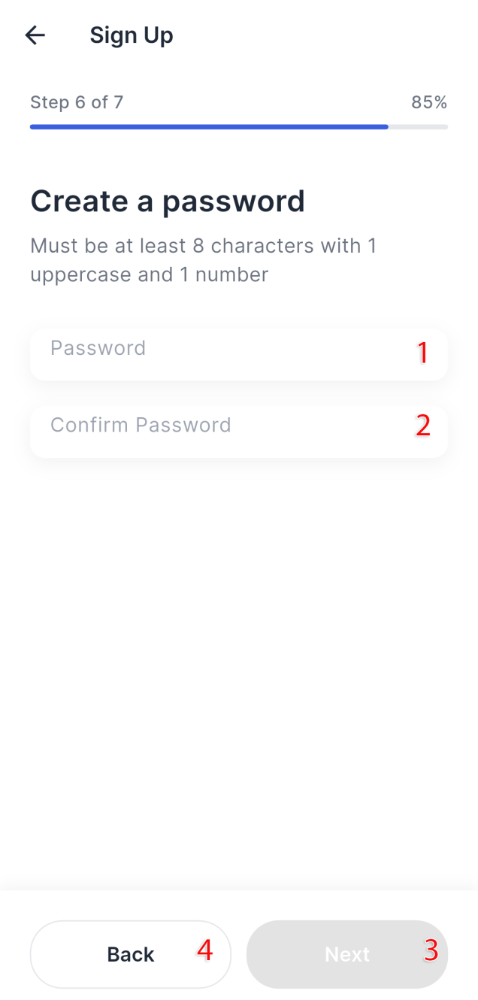 Sign Up
Step 6 of 7 85%
Create a password
Must be at least 8 characters with 1
uppercase and 1 number
Password 1
Confirm Password 2
Back 4 Next 3